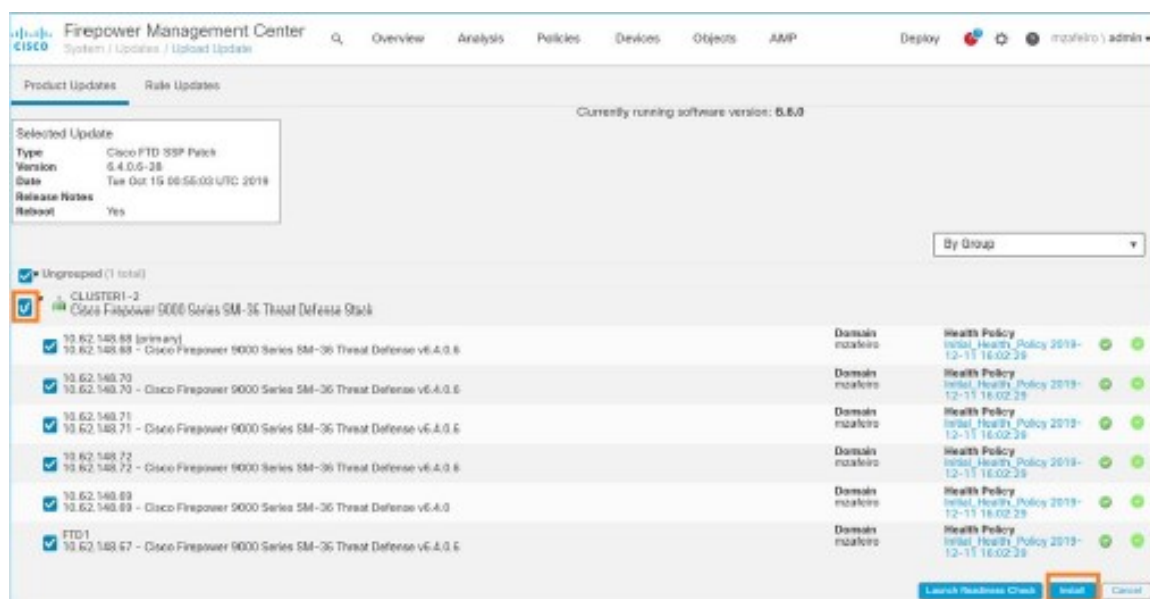 Firepower Management Center
CISCO
System / Updates / Upload Update
Overview Analysis Policies Devices Objects AMP Deploy mzafeiro \ admin
Product Updates Rule Updates
Currently running software version: 6.6.0
Selected Update
Type Cisco FTD SSP Patch
Version 6.4.0.6-28
Date Tue Oct 15 06:55:03 UTC 2019
Release Notes
Reboot Yes
By Group
Ungrouped (1 total)
CLUSTER1-2
Cisco Firepower 9000 Series SM-36 Threat Defense Stack
10.62.148.68 (primary)
10.62.148.68 - Cisco Firepower 9000 Series SM-36 Threat Defense v6.4.0.6
Domain
mzafeiro
Health Policy
Initial_Health_Policy 2019-
12-11 16:02:29
10.62.148.70
10.62.148.70 - Cisco Firepower 9000 Series SM-36 Threat Defense v6.4.0.6
Domain
mzafeiro
Health Policy
Initial_Health_Policy 2019-
12-11 16:02:29
10.62.148.71
10.62.148.71 - Cisco Firepower 9000 Series SM-36 Threat Defense v6.4.0.6
Domain
mzafeiro
Health Policy
Initial_Health_Policy 2019-
12-11 16:02:29
10.62.148.72
10.62.148.72 - Cisco Firepower 9000 Series SM-36 Threat Defense v6.4.0.6
Domain
mzafeiro
Health Policy
Initial_Health_Policy 2019-
12-11 16:02:29
10.62.148.69
10.62.148.69 - Cisco Firepower 9000 Series SM-36 Threat Defense v6.4.0
Domain
mzafeiro
Health Policy
Initial_Health_Policy 2019-
12-11 16:02:29
FTD1
10.62.148.67 - Cisco Firepower 9000 Series SM-36 Threat Defense v6.4.0.6
Domain
mzafeiro
Health Policy
Initial_Health_Policy 2019-
12-11 16:02:29
Launch Readiness Check Install Cancel